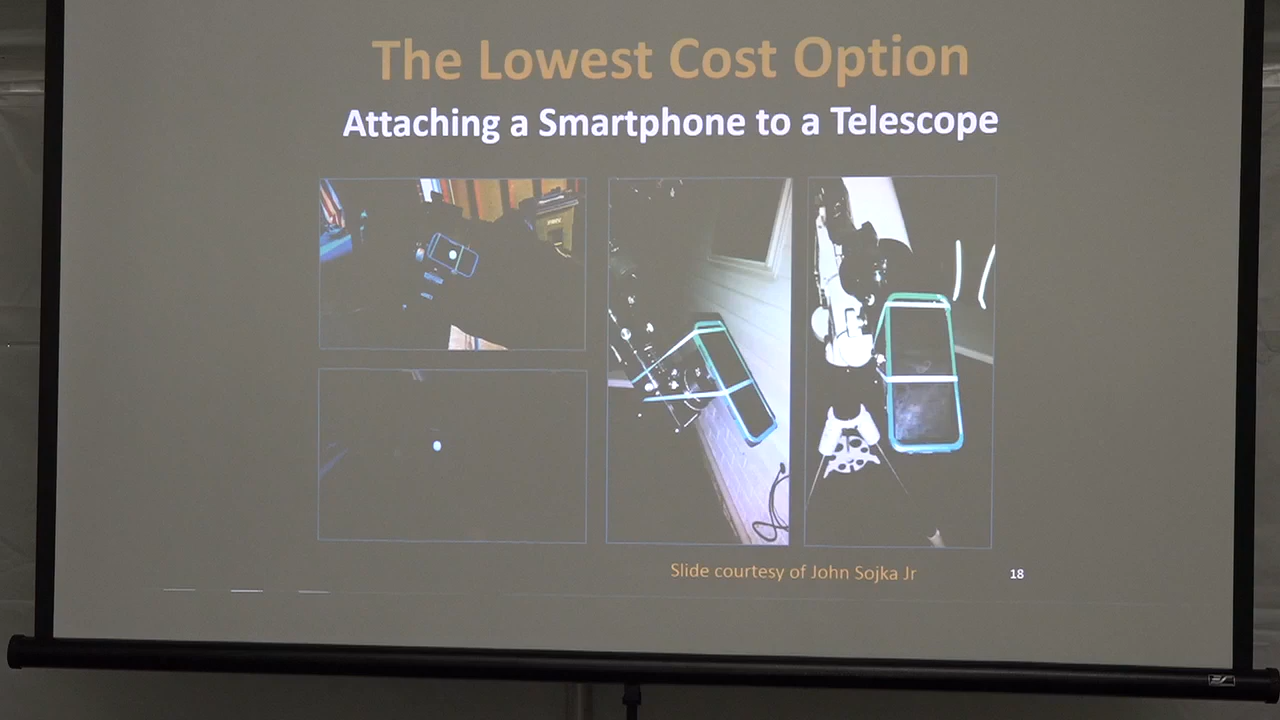 The Lowest Cost Option
Attaching a Smartphone to a Telescope
Slide courtesy of John Sojka Jr
18